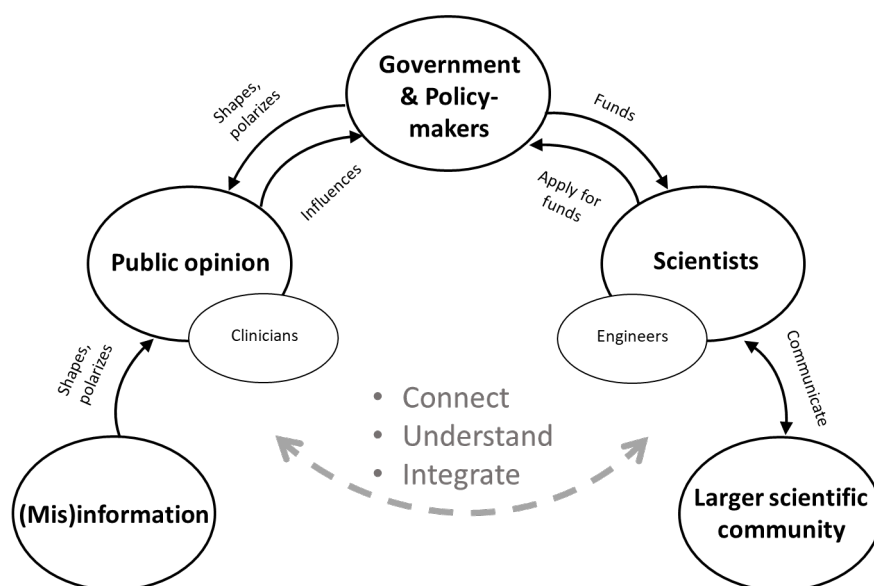 Government
& Policy-
makers
Shapes,
polarizes
Funds
Influences
Apply for
funds
Public opinion
Scientists
Clinicians
Engineers
Shapes,
polarizes
Communicate
• Connect
• Understand
• Integrate
(Mis)information
Larger scientific
community